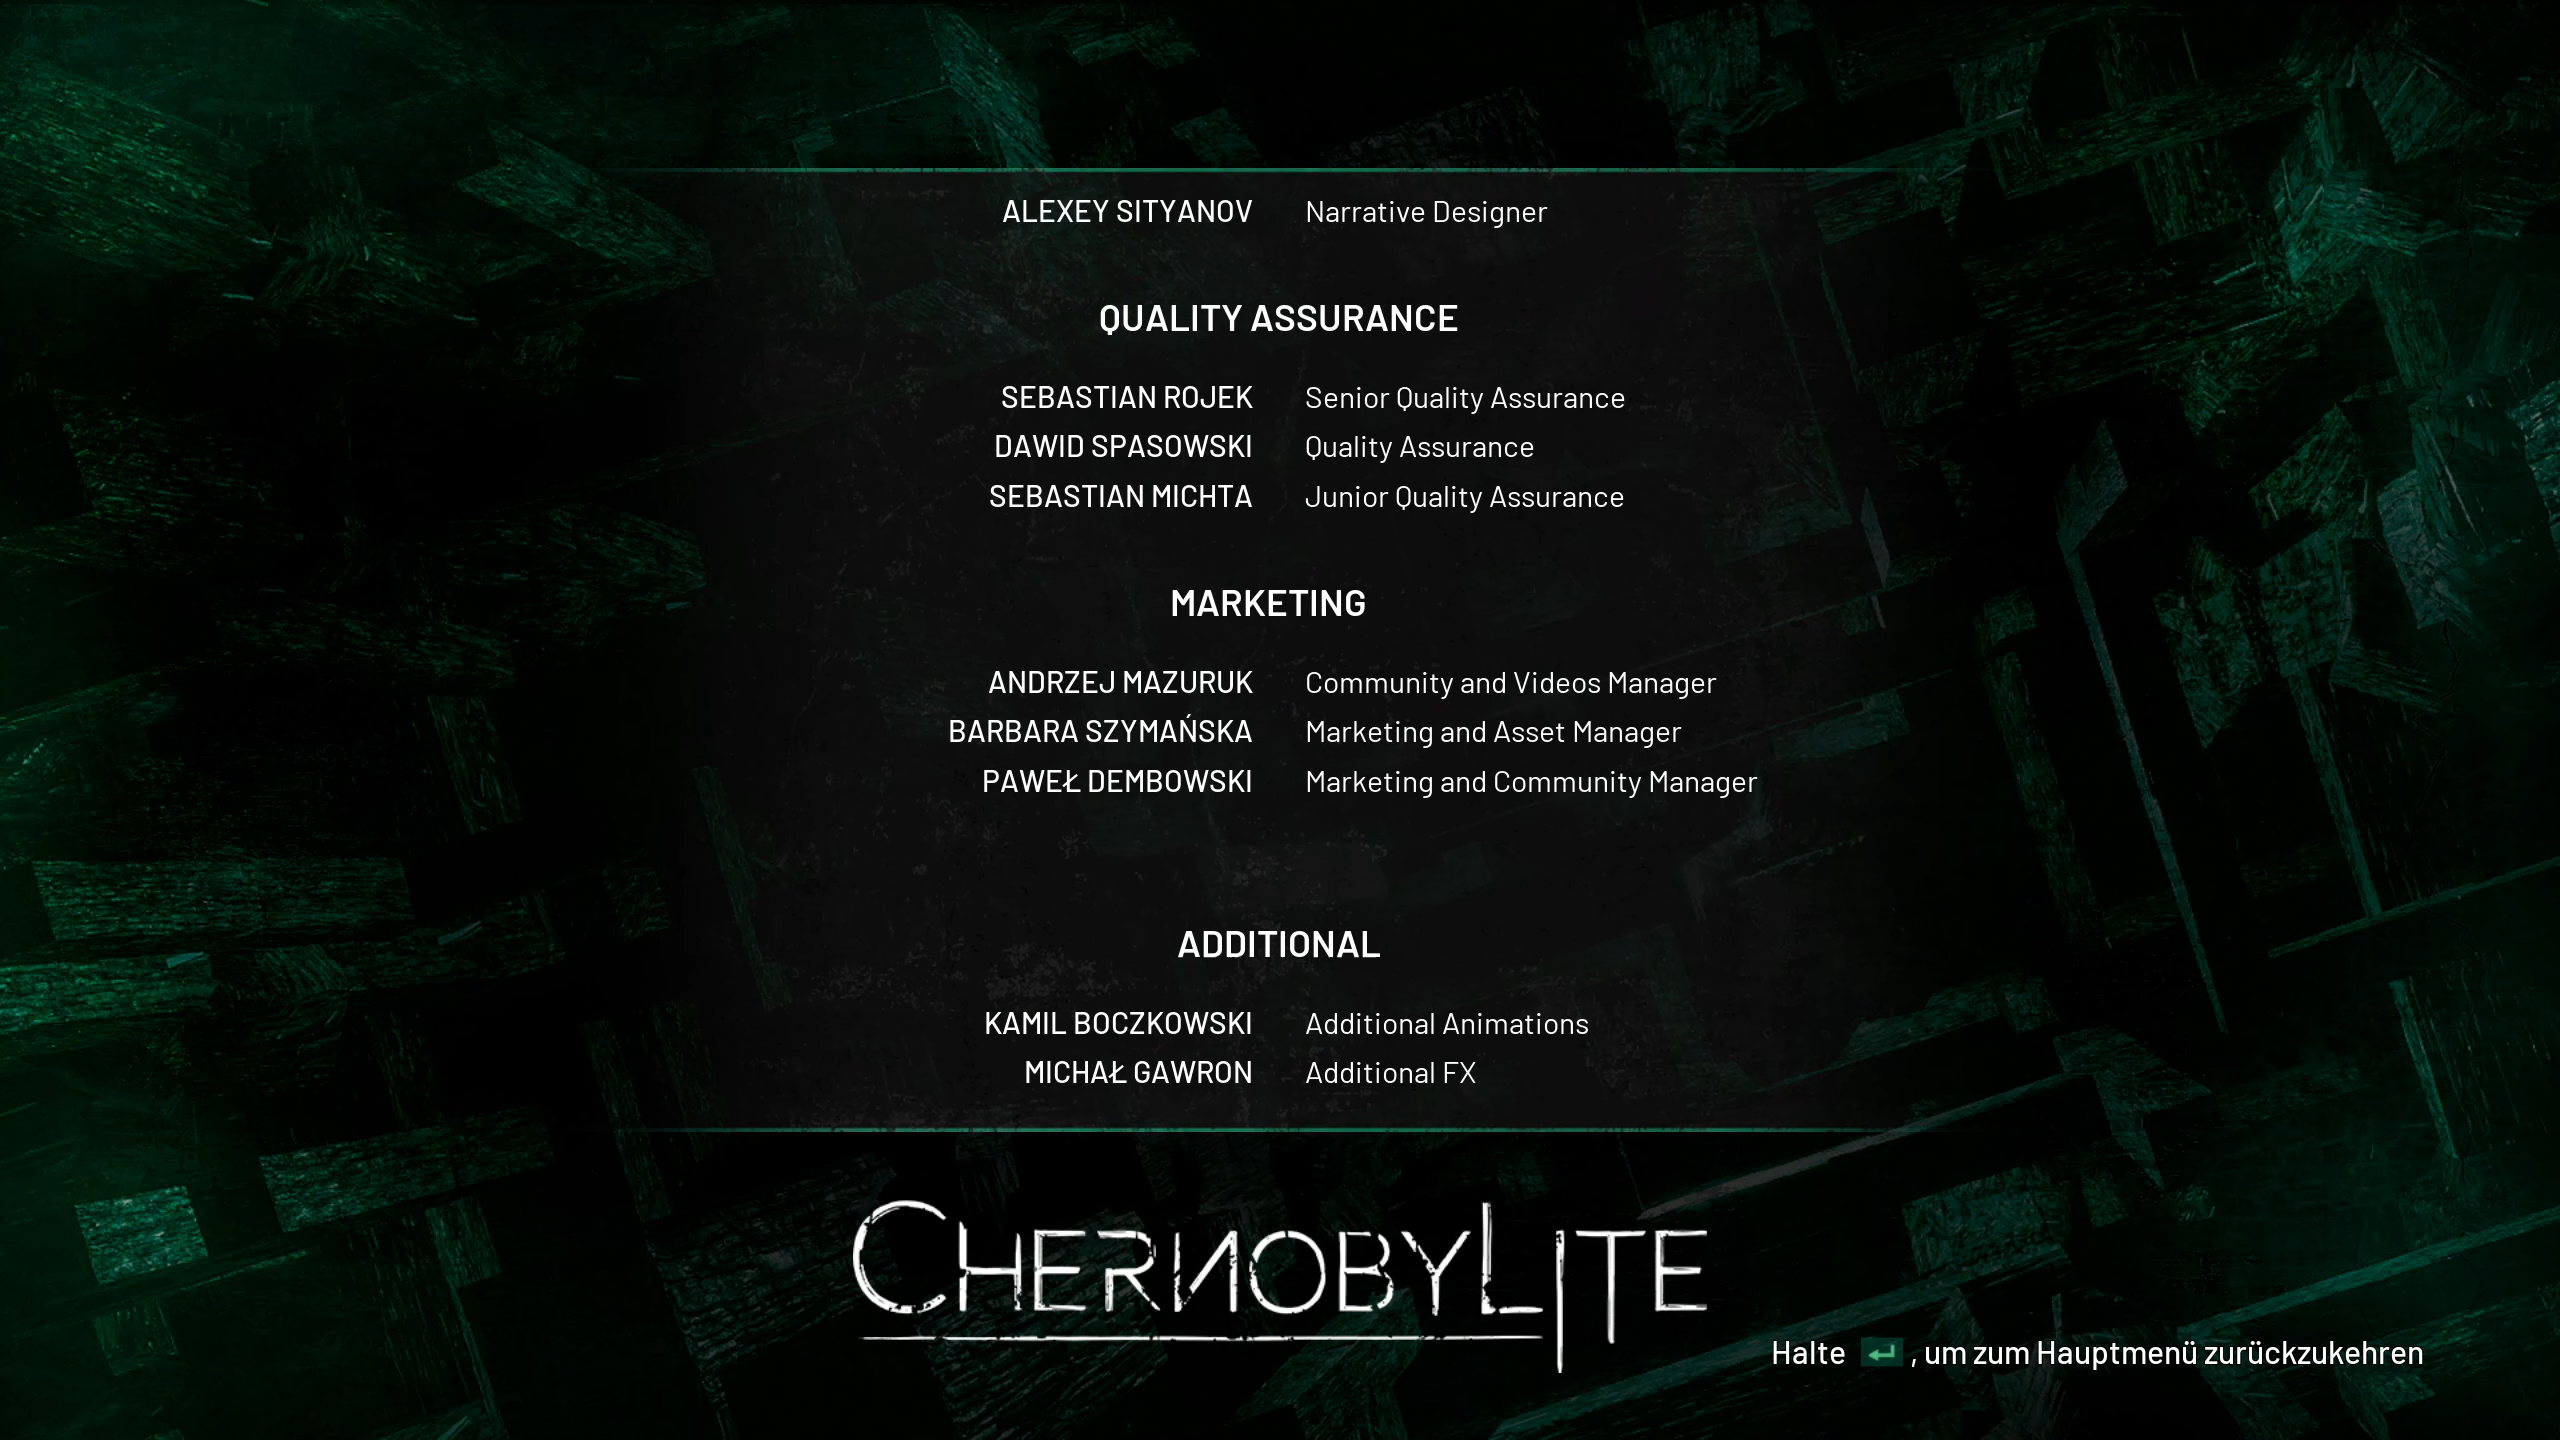 ALEXEY SITYANOV Narrative Designer
QUALITY ASSURANCE
SEBASTIAN ROJEK Senior Quality Assurance
DAWID SPASOWSKI Quality Assurance
SEBASTIAN MICHTA Junior Quality Assurance
MARKETING
ANDRZEJ MAZURUK Community and Videos Manager
BARBARA SZYMAŃSKA Marketing and Asset Manager
PAWEŁ DEMBOWSKI Marketing and Community Manager
ADDITIONAL
KAMIL BOCZKOWSKI Additional Animations
MICHAŁ GAWRON Additional FX
CHERИOBYLITE
Halte ↵ , um zum Hauptmenü zurückzukehren